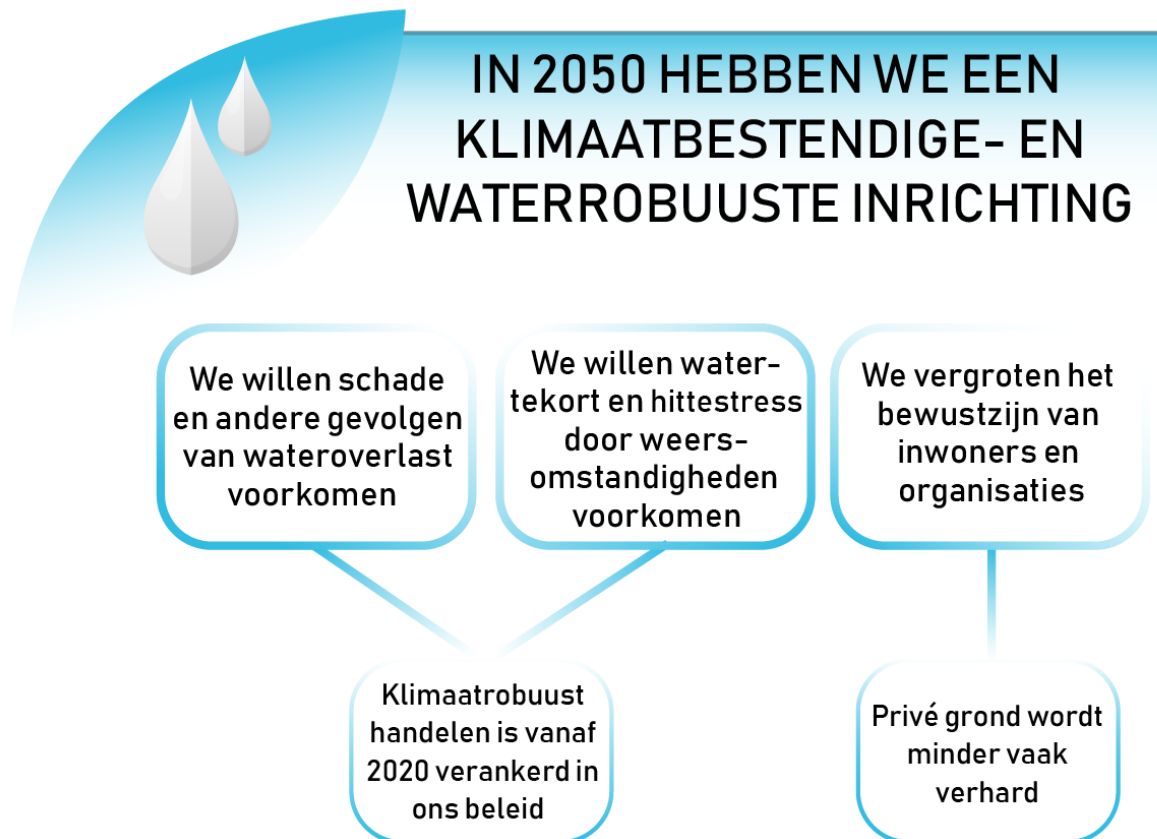 IN 2050 HEBBEN WE EEN
KLIMAATBESTENDIGE- EN
WATERROBUUSTE INRICHTING
We willen schade
en andere gevolgen
van wateroverlast
voorkomen
We willen water-
tekort en hittestress
door weers-
omstandigheden
voorkomen
We vergroten het
bewustzijn van
inwoners en
organisaties
Klimaatrobuust
handelen is vanaf
2020 verankerd in
ons beleid
Privé grond wordt
minder vaak
verhard